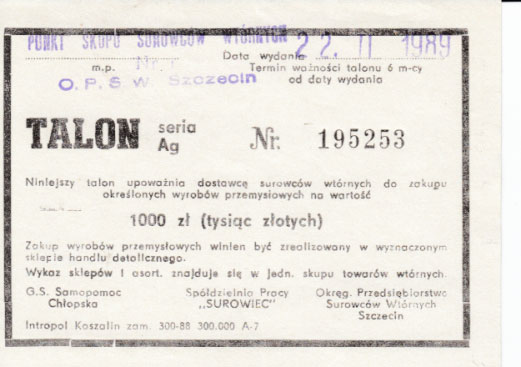 PUNKT SKUPU SUROWCÓW WTÓRNYCH
Data wydania 22. II 1989
m.p. Nr.
Termin ważności talonu 6 m-cy
O.P.S.W. Szczecin
od daty wydania
TALON seria Ag Nr. 195253
Niniejszy talon upoważnia dostawcę surowców wtórnych do zakupu
określonych wyrobów przemysłowych na wartość
1000 zł (tysiąc złotych)
Zakup wyrobów przemysłowych winien być zrealizowany w wyznaczonym
sklepie handlu detalicznego.
Wykaz sklepów i asort. znajduje się w jedn. skupu towarów wtórnych.
G.S. Samopomoc Chłopska
Spółdzielnia Pracy „SUROWIEC"
Okręg. Przedsiębiorstwo Surowców Wtórnych Szczecin
Intropol Koszalin zam. 300-88 300.000 A-7